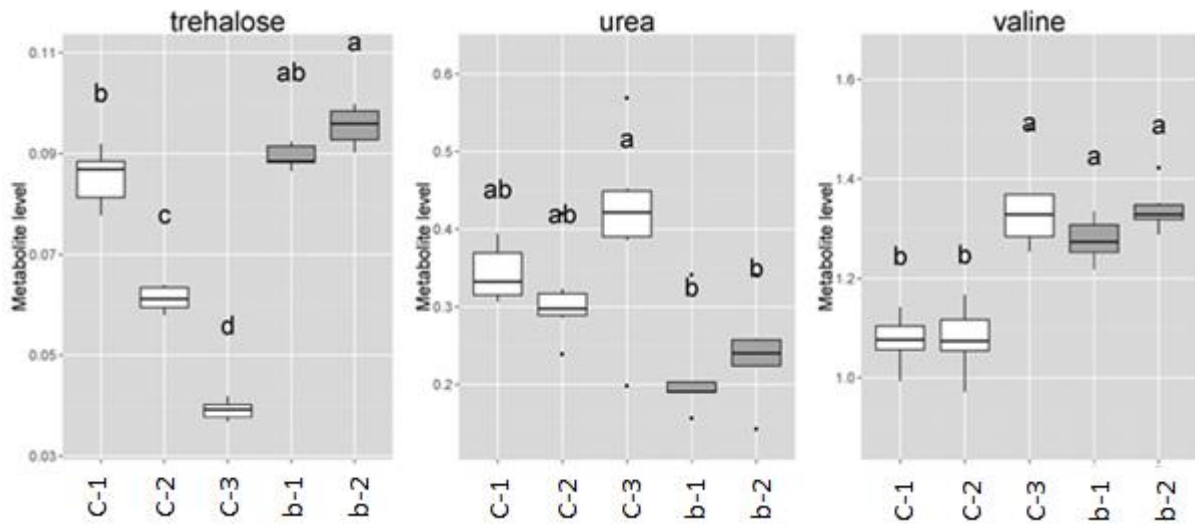 trehalose
Metabolite level
0.11
0.09
0.07
0.05
0.03
b
c
d
ab
a
C-1
C-2
C-3
b-1
b-2
urea
Metabolite level
0.6
0.5
0.4
0.3
0.2
ab
ab
a
b
b
C-1
C-2
C-3
b-1
b-2
valine
Metabolite level
1.6
1.4
1.2
1.0
b
b
a
a
a
C-1
C-2
C-3
b-1
b-2